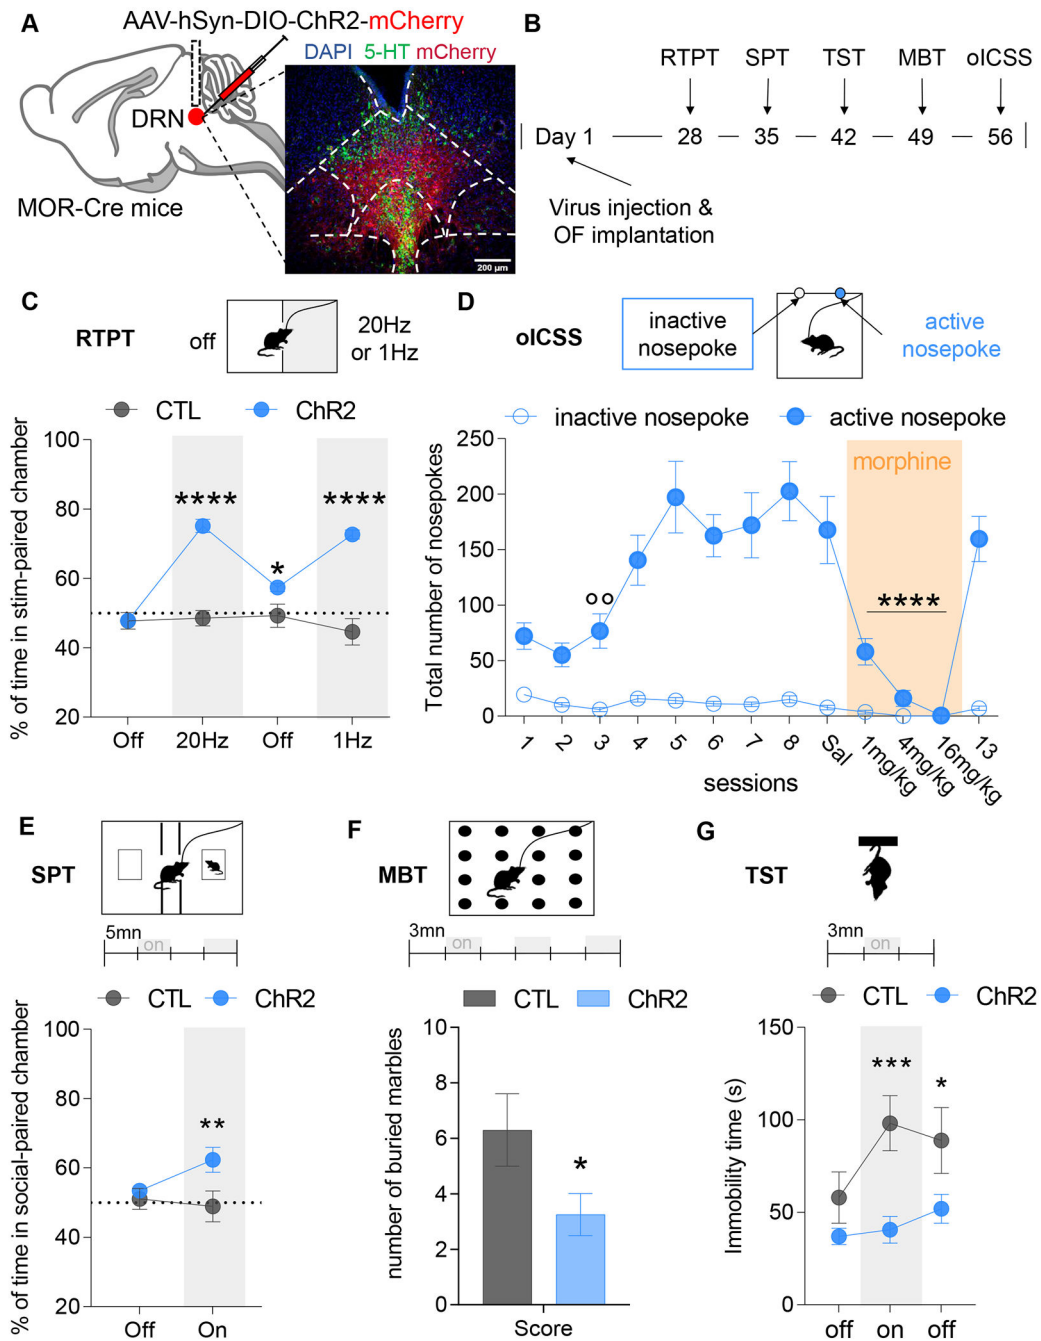 A
AAV-hSyn-DIO-ChR2-mCherry
DAPI 5-HT mCherry
DRN
MOR-Cre mice
200 µm
B
RTPT SPT TST MBT oICSS
Day 1 28 35 42 49 56
Virus injection &
OF implantation
C
RTPT
off
20Hz
or 1Hz
CTL ChR2
% of time in stim-paired chamber
100
80
60
40
20
**** * ****
Off 20Hz Off 1Hz
D
oICSS
inactive
nosepoke
active
nosepoke
inactive nosepoke active nosepoke
Total number of nosepokes
250
200
150
100
50
0
morphine
°°
****
1 2 3 4 5 6 7 8 Sal 1mg/kg 4mg/kg 16mg/kg 13
sessions
E
SPT
5mn
on
CTL ChR2
% of time in social-paired chamber
100
80
60
40
20
**
Off On
F
MBT
3mn
on
CTL ChR2
number of buried marbles
10
8
6
4
2
0
*
Score
G
TST
3mn
on
CTL ChR2
Immobility time (s)
150
100
50
0
*** *
off on off